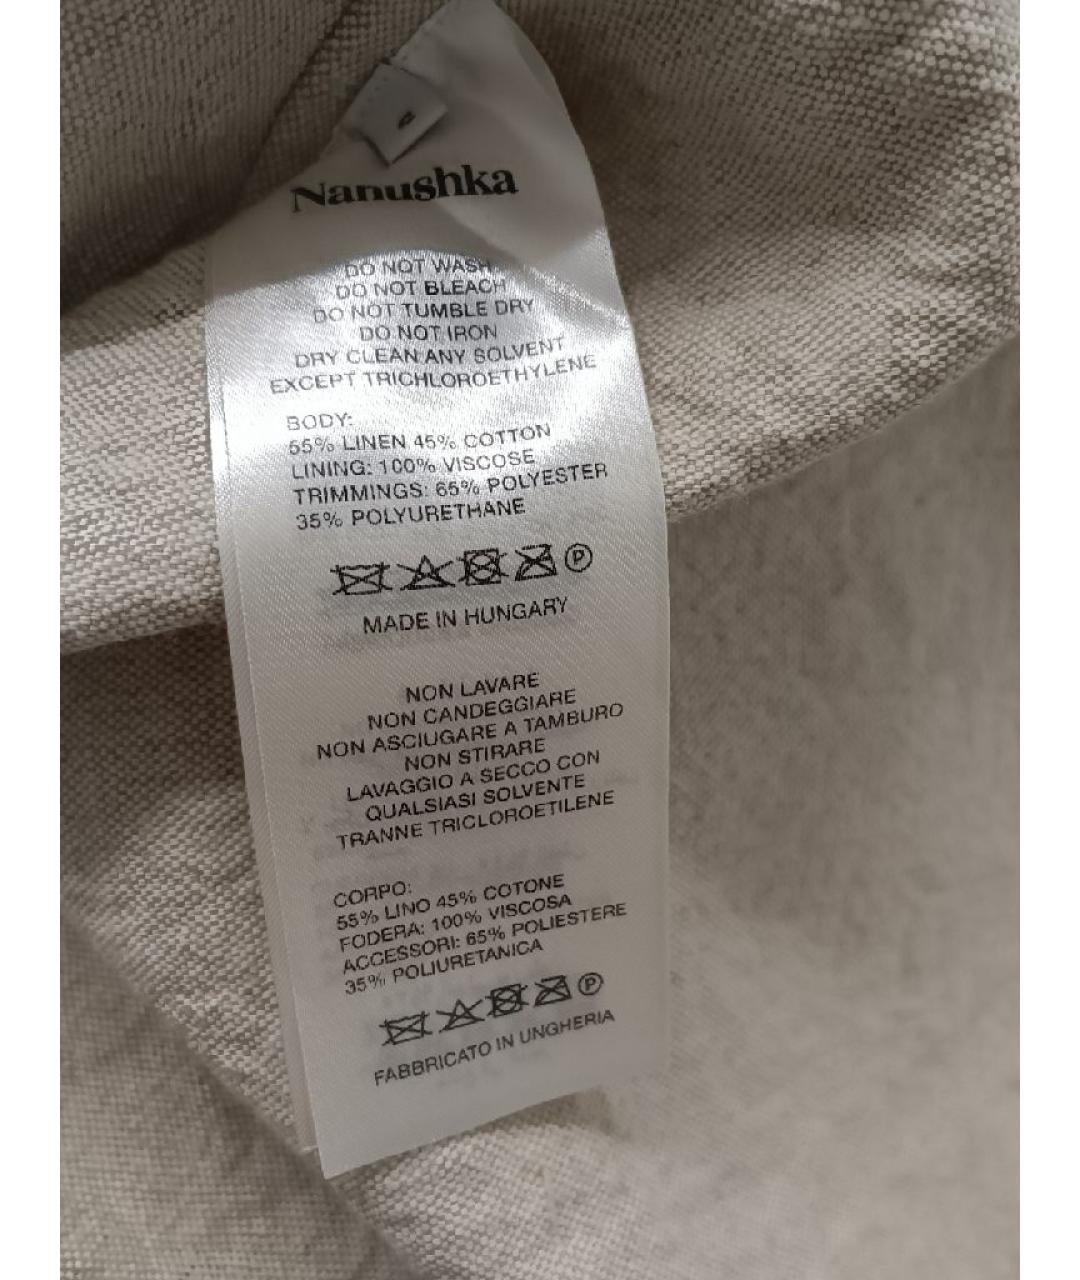 Nanushka
DO NOT WASH
DO NOT BLEACH
DO NOT TUMBLE DRY
DO NOT IRON
DRY CLEAN ANY SOLVENT
EXCEPT TRICHLOROETHYLENE
BODY:
55% LINEN 45% COTTON
LINING: 100% VISCOSE
TRIMMINGS: 65% POLYESTER
35% POLYURETHANE
P
MADE IN HUNGARY
NON LAVARE
NON CANDEGGIARE
NON ASCIUGARE A TAMBURO
NON STIRARE
LAVAGGIO A SECCO CON
QUALSIASI SOLVENTE
TRANNE TRICLOROETILENE
CORPO:
55% LINO 45% COTONE
FODERA: 100% VISCOSA
ACCESSORI: 65% POLIESTERE
35% POLIURETANICA
P
FABBRICATO IN UNGHERIA